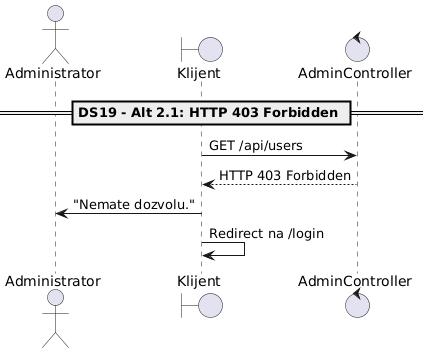 Administrator
Klijent
AdminController
DS19 - Alt 2.1: HTTP 403 Forbidden
GET /api/users
HTTP 403 Forbidden
"Nemate dozvolu."
Redirect na /login
Administrator
Klijent
AdminController